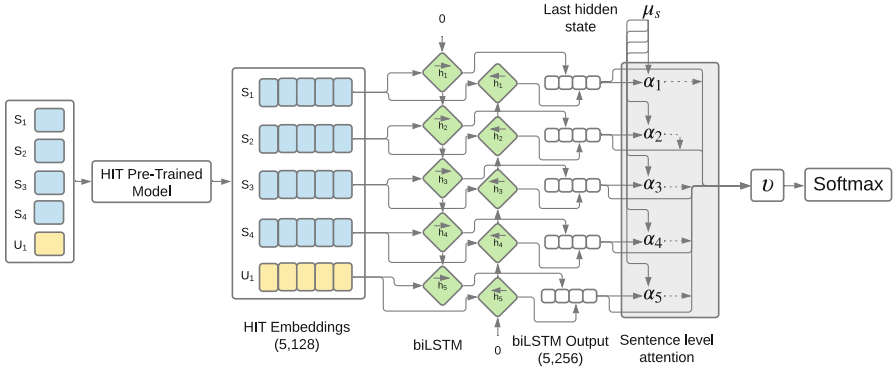 0
Last hidden
state
μs
S1
S2
S3
S4
U1
HIT Pre-Trained
Model
S1
S2
S3
S4
U1
h1
h1
h2
h2
h3
h3
h4
h4
h5
h5
α1
α2
α3
α4
α5
υ
Softmax
HIT Embeddings
(5,128)
biLSTM
0
biLSTM Output
(5,256)
Sentence level
attention